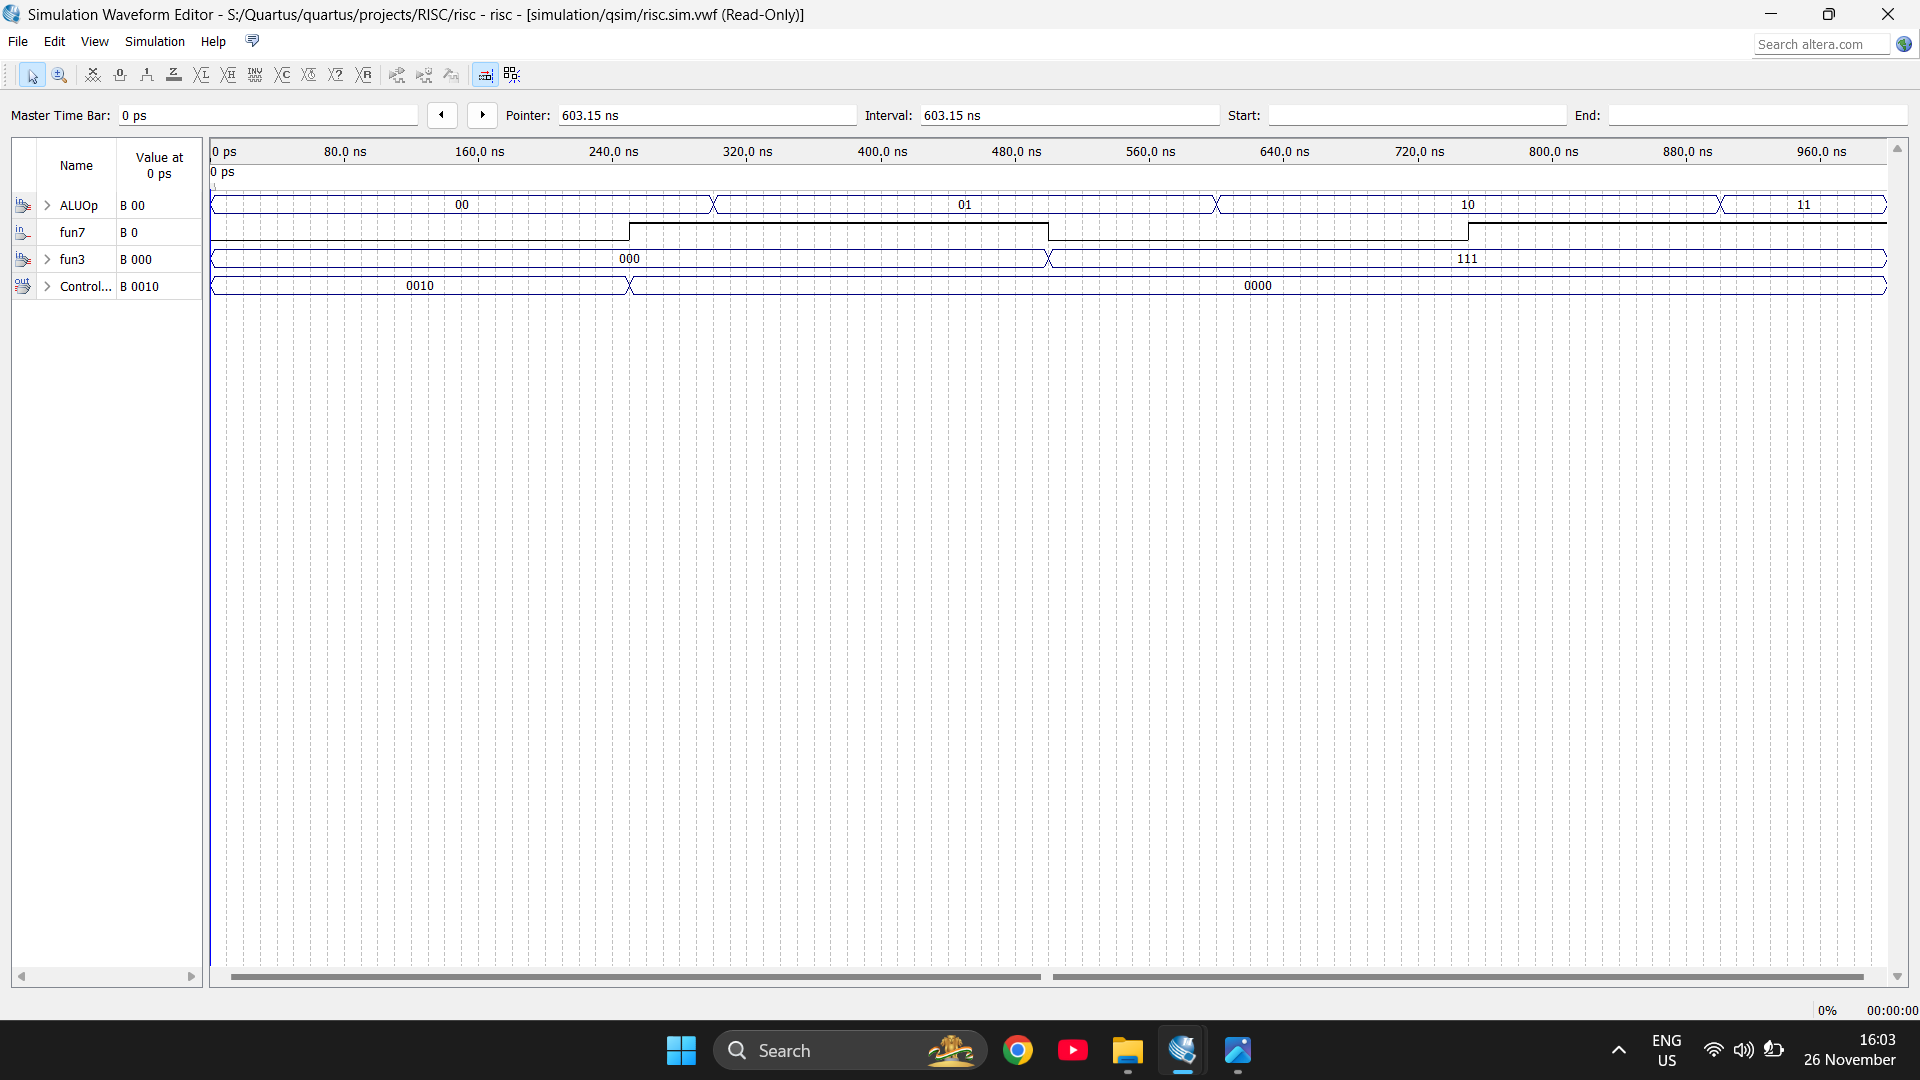 Simulation Waveform Editor - S:/Quartus/quartus/projects/RISC/risc - risc - [simulation/qsim/risc.sim.vwf (Read-Only)]
File Edit View Simulation Help
Search altera.com
Master Time Bar: 0 ps Pointer: 603.15 ns Interval: 603.15 ns Start: End:
Name Value at 0 ps
0 ps 80.0 ns 160.0 ns 240.0 ns 320.0 ns 400.0 ns 480.0 ns 560.0 ns 640.0 ns 720.0 ns 800.0 ns 880.0 ns 960.0 ns
0 ps
ALUOp B 00 00 01 10 11
fun7 B 0
fun3 B 000 000 111
Control... B 0010 0010 0000
0% 00:00:00
Search
ENG US
16:03
26 November